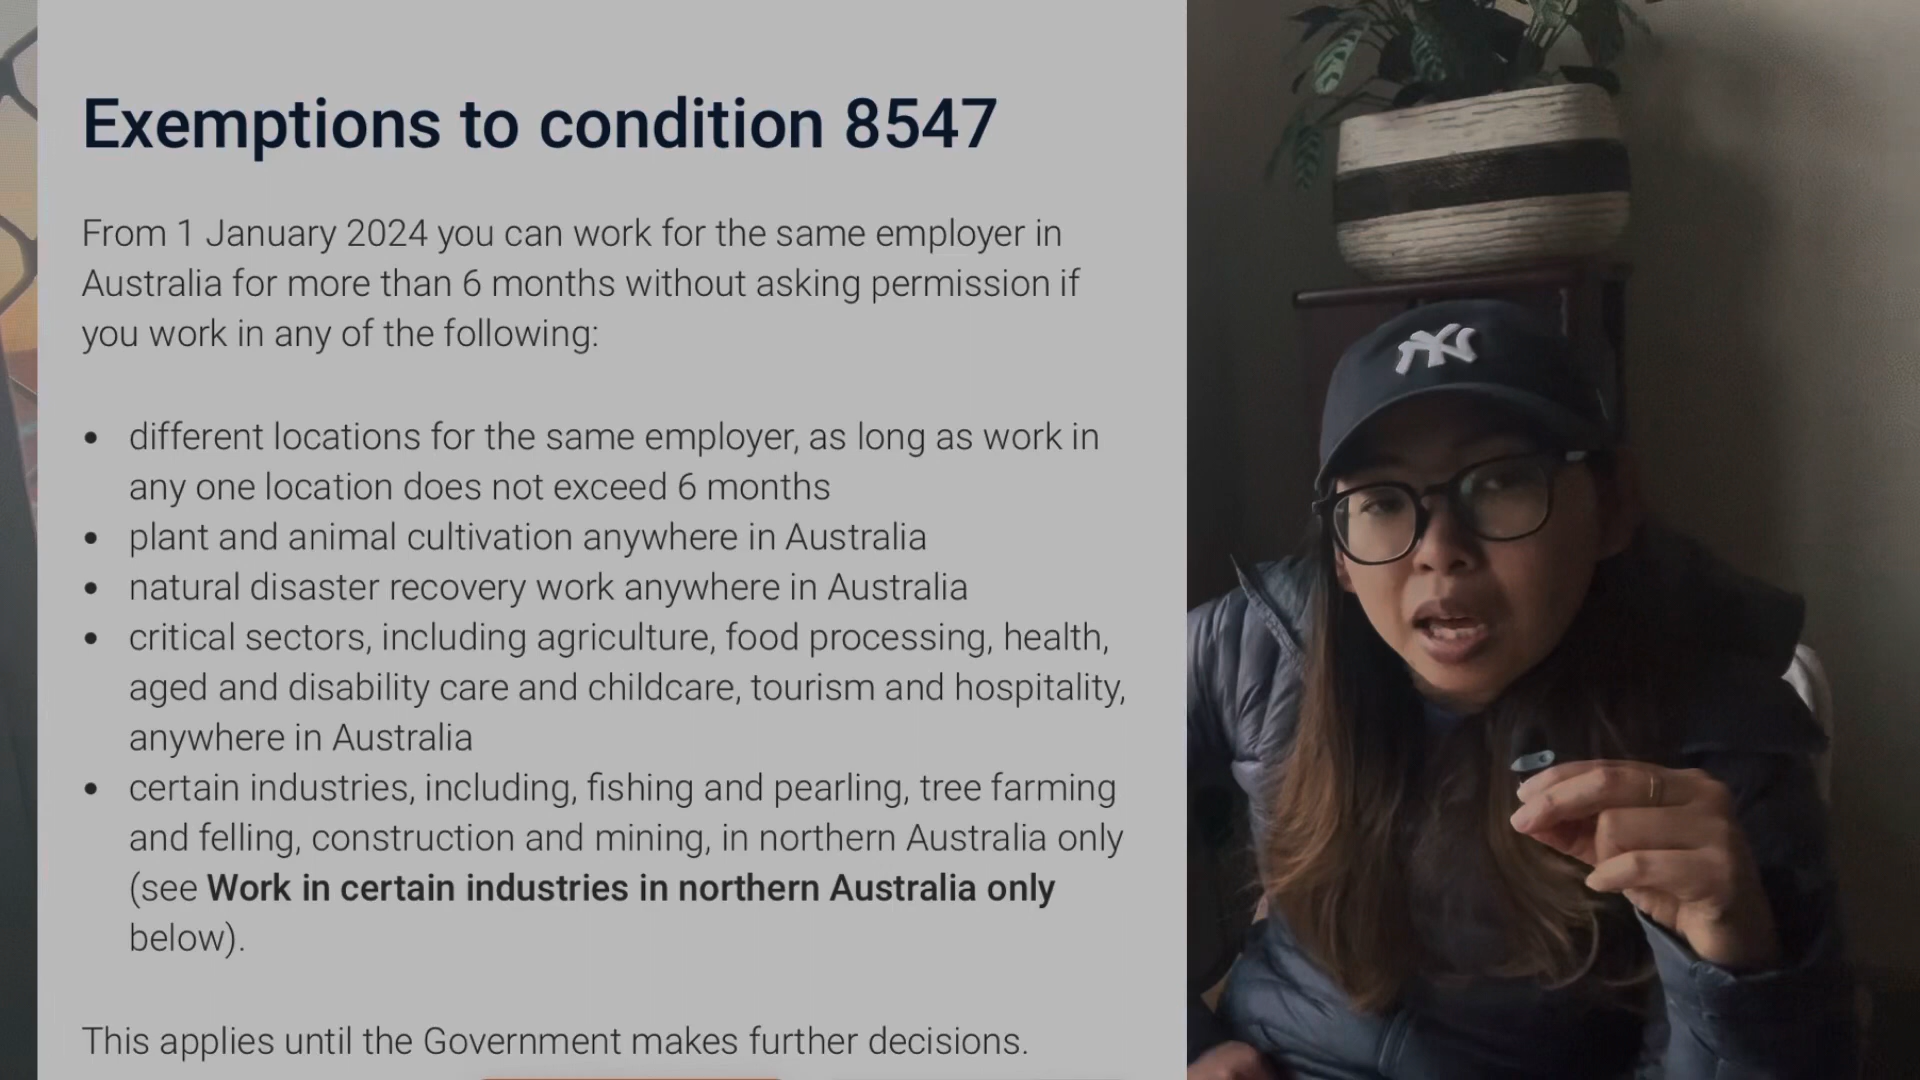 Exemptions to condition 8547
From 1 January 2024 you can work for the same employer in
Australia for more than 6 months without asking permission if
you work in any of the following:
• different locations for the same employer, as long as work in
any one location does not exceed 6 months
• plant and animal cultivation anywhere in Australia
• natural disaster recovery work anywhere in Australia
• critical sectors, including agriculture, food processing, health,
aged and disability care and childcare, tourism and hospitality,
anywhere in Australia
• certain industries, including, fishing and pearling, tree farming
and felling, construction and mining, in northern Australia only
(see Work in certain industries in northern Australia only
below).
This applies until the Government makes further decisions.
NY